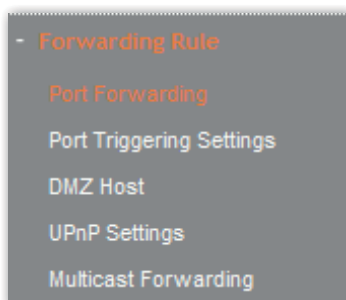 - Forwarding Rule
Port Forwarding
Port Triggering Settings
DMZ Host
UPnP Settings
Multicast Forwarding